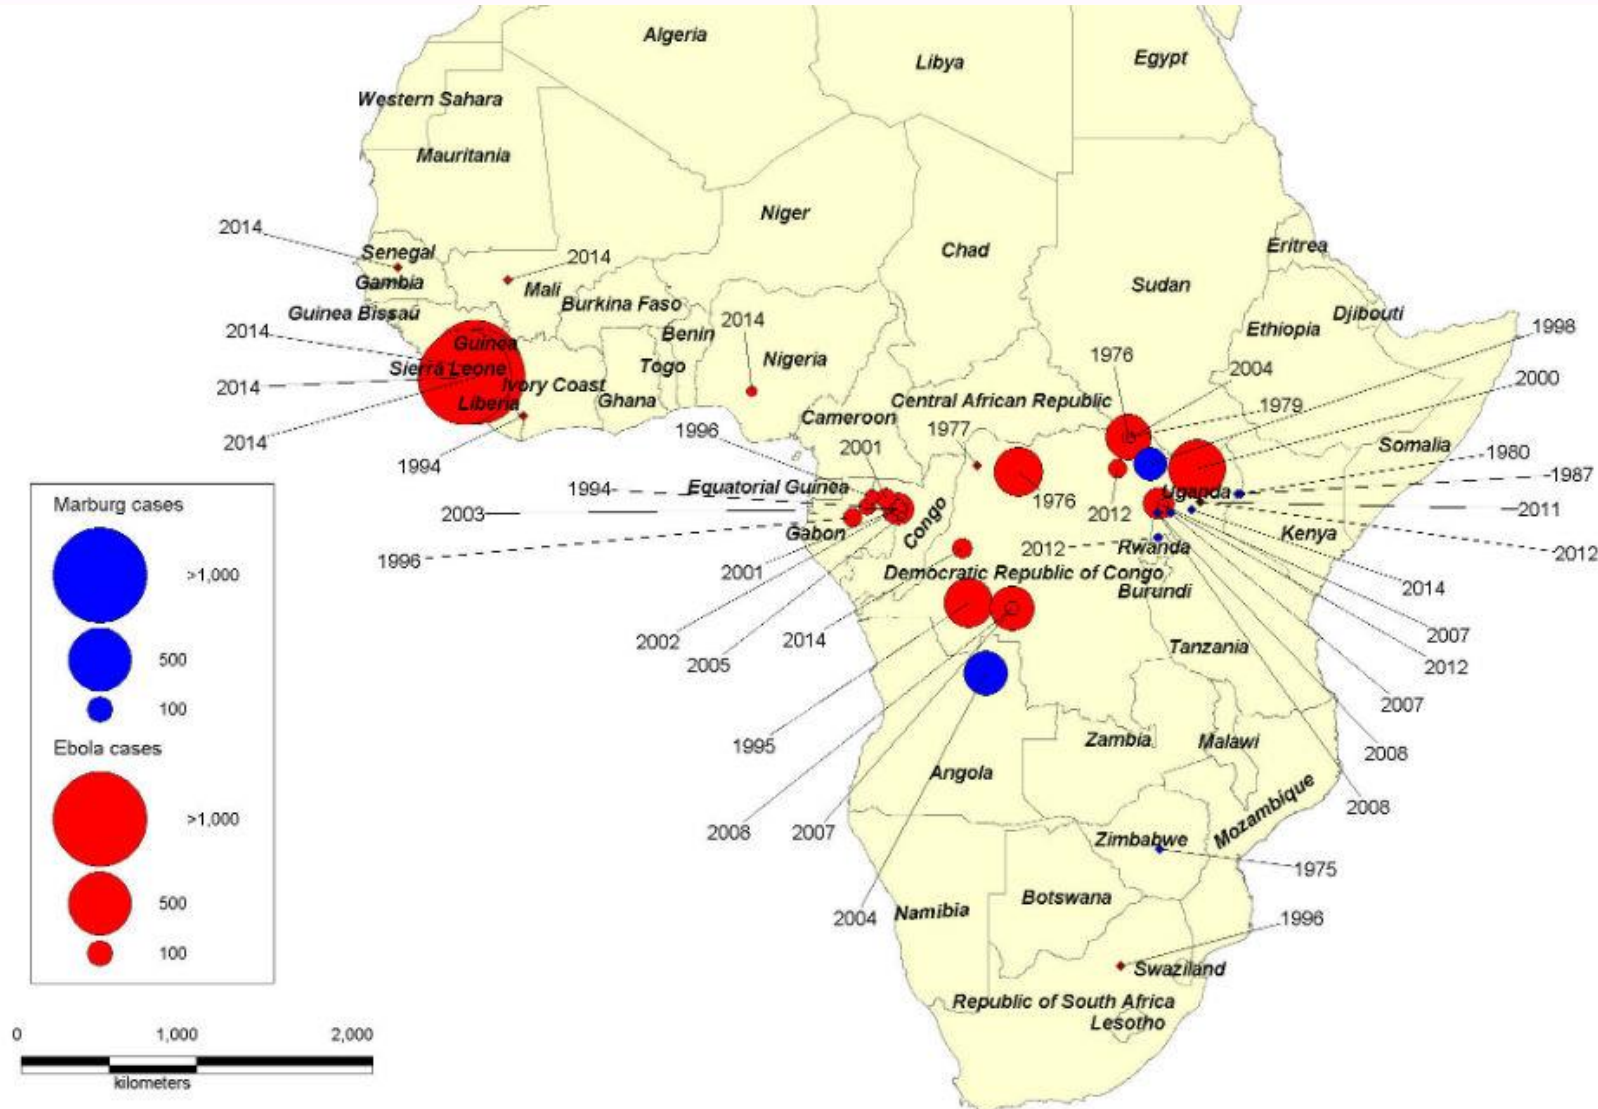 Algeria
Libya
Egypt
Western Sahara
Mauritania
Niger
Chad
Sudan
Eritrea
2014
Senegal
2014
Gambia
Mali
Burkina Faso
Guinea Bissau
Benin
2014
Nigeria
Djibouti
Ethiopia
1998
2014
Guinea
Togo
1976
2004
Sierra Leone
2014
Ivory Coast
Ghana
Liberia
Central African Republic
2000
1979
Cameroon
2014
1996
1977
2001
1994
Somalia
1980
1987
1994
Equatorial Guinea
1976
Uganda
2003
Gabon
Congo
2012
2011
Kenya
1996
2001
2012
Rwanda
2012
Democratic Republic of Congo
Burundi
2014
2002
2014
2007
2005
Tanzania
2012
2007
1995
Zambia
Malawi
2008
Angola
2008
2008
2007
Zimbabwe
Mozambique
1975
Botswana
2004
Namibia
1996
Swaziland
Republic of South Africa
Lesotho
Marburg cases
>1,000
500
100
Ebola cases
>1,000
500
100
0 1,000 2,000
kilometers